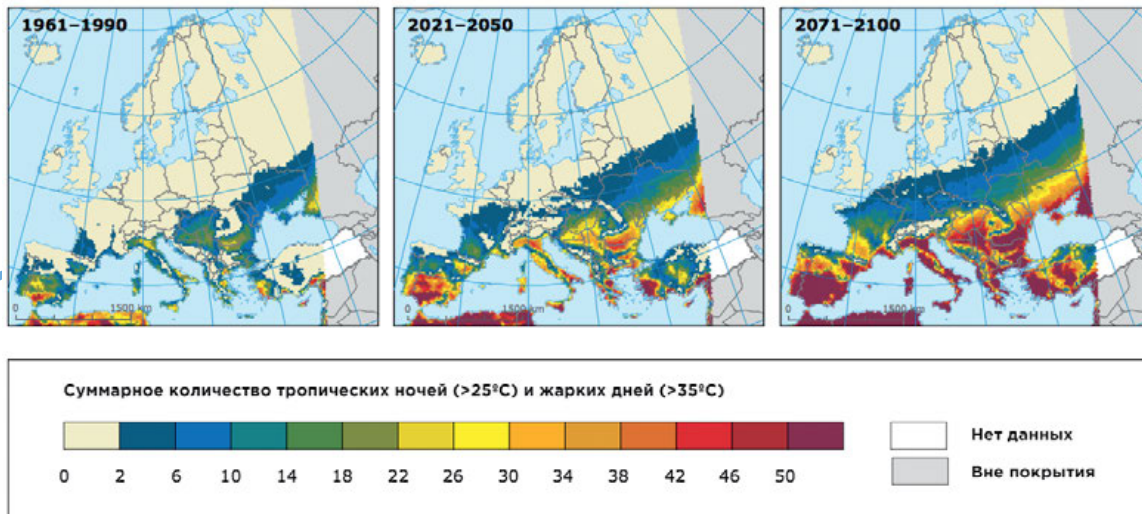 1961–1990
2021–2050
2071–2100
1500 km
1500 km
1500 km
Суммарное количество тропических ночей (>25ºC) и жарких дней (>35ºC)
0 2 6 10 14 18 22 26 30 34 38 42 46 50
Нет данных
Вне покрытия